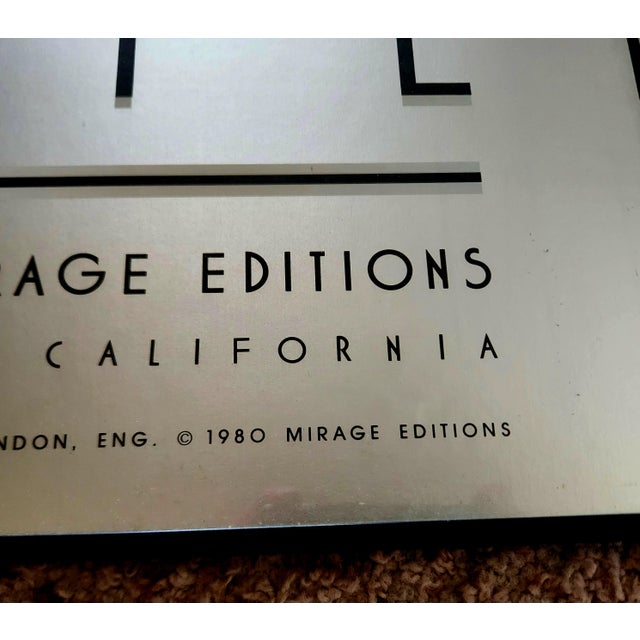 RAGE EDITIONS
CALIFORNIA
NDON, ENG. © 1980 MIRAGE EDITIONS